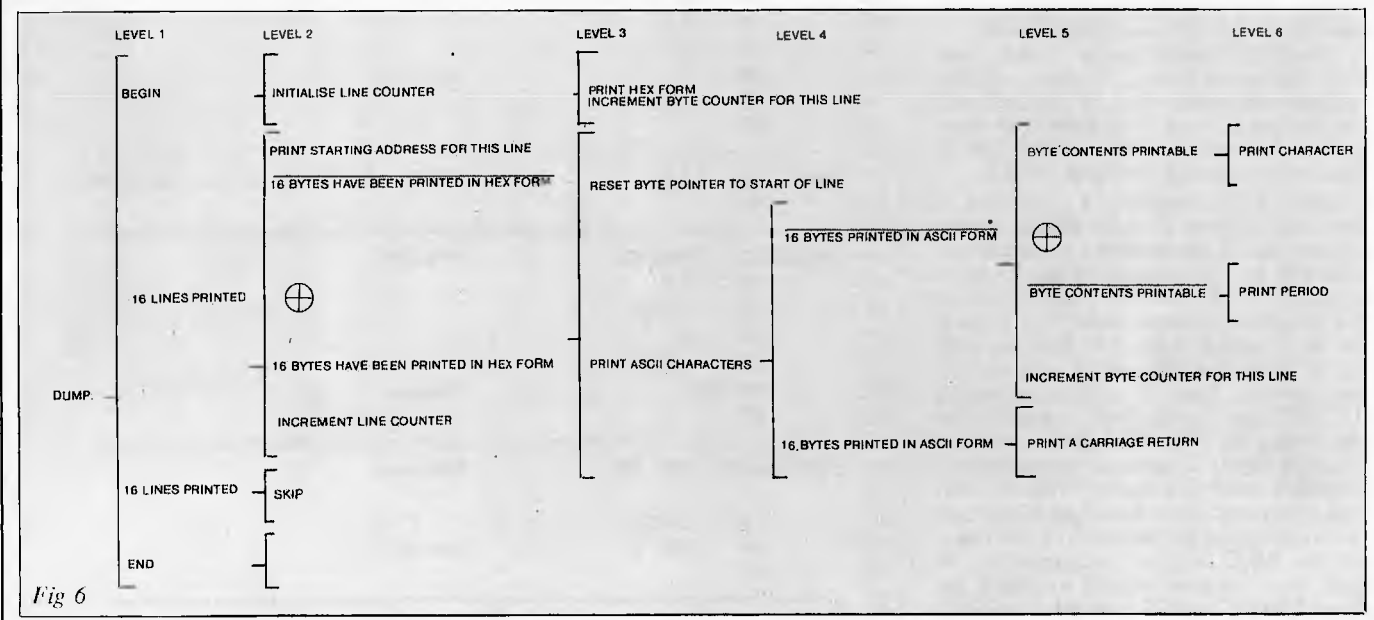 LEVEL 1
LEVEL 2
LEVEL 3
LEVEL 4
LEVEL 5
LEVEL 6
BEGIN
INITIALISE LINE COUNTER
PRINT HEX FORM
INCREMENT BYTE COUNTER FOR THIS LINE
PRINT STARTING ADDRESS FOR THIS LINE
16 BYTES HAVE BEEN PRINTED IN HEX FORM
RESET BYTE POINTER TO START OF LINE
BYTE CONTENTS PRINTABLE
PRINT CHARACTER
16 BYTES PRINTED IN ASCII FORM
16 LINES PRINTED
BYTE CONTENTS PRINTABLE
PRINT PERIOD
16 BYTES HAVE BEEN PRINTED IN HEX FORM
PRINT ASCII CHARACTERS
INCREMENT BYTE COUNTER FOR THIS LINE
DUMP.
INCREMENT LINE COUNTER
16.BYTES PRINTED IN ASCII FORM
PRINT A CARRIAGE RETURN
16 LINES PRINTED
SKIP
END
Fig 6